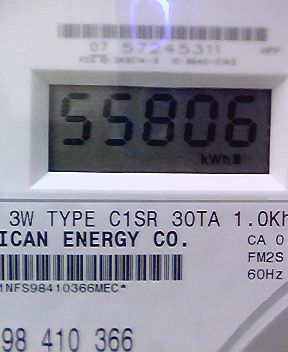 07 57245311
55806
kWh
3W TYPE C1SR 30TA 1.0Kh
ICAN ENERGY CO.
CA 0
FM2S
60Hz
1NFS98410366MEC*
98 410 366